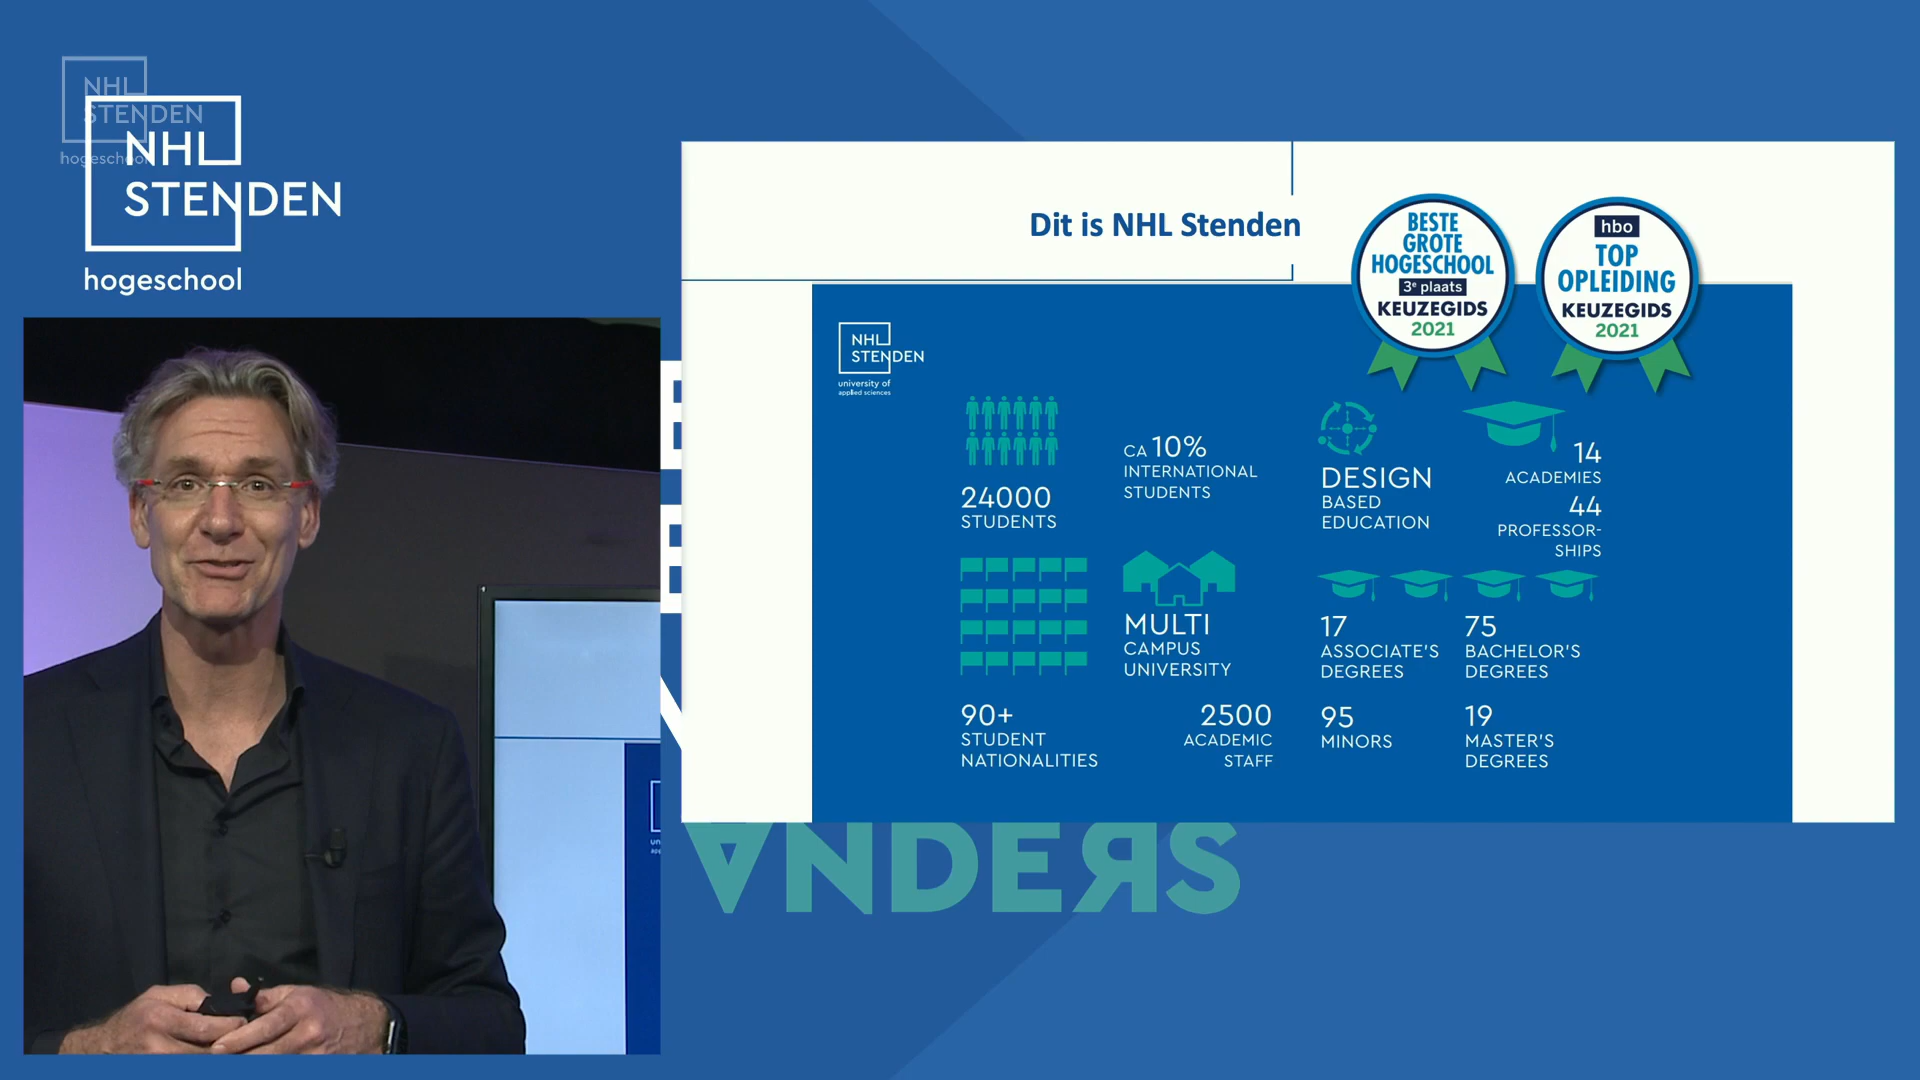 NHL
STENDEN
hogeschool
NHL
STENDEN
hogeschool
Dit is NHL Stenden
BESTE
GROTE
HOGESCHOOL
3e plaats
KEUZEGIDS
2021
hbo
TOP
OPLEIDING
KEUZEGIDS
2021
NHL
STENDEN
university of
applied sciences
24000
STUDENTS
CA 10%
INTERNATIONAL
STUDENTS
DESIGN
BASED
EDUCATION
14
ACADEMIES
44
PROFESSOR-
SHIPS
90+
STUDENT
NATIONALITIES
MULTI
CAMPUS
UNIVERSITY
2500
ACADEMIC
STAFF
17
ASSOCIATE'S
DEGREES
75
BACHELOR'S
DEGREES
95
MINORS
19
MASTER'S
DEGREES
ANDERS